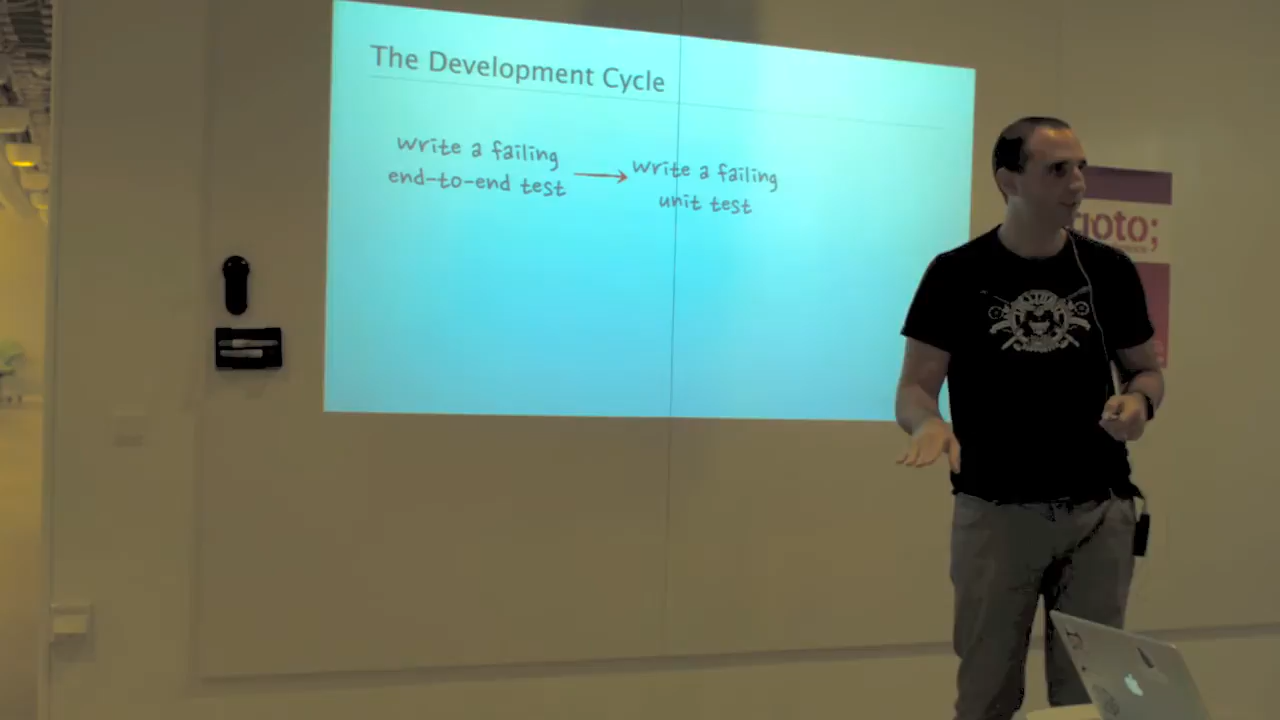 The Development Cycle
write a failing
end-to-end test
write a failing
unit test
goto;